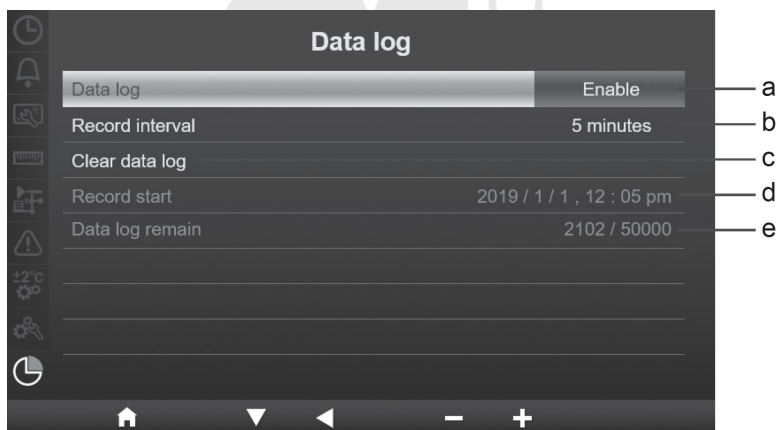 Data log
Data log Enable a
Record interval 5 minutes b
Clear data log c
Record start 2019 / 1 / 1 , 12 : 05 pm d
Data log remain 2102 / 50000 e
±2°C